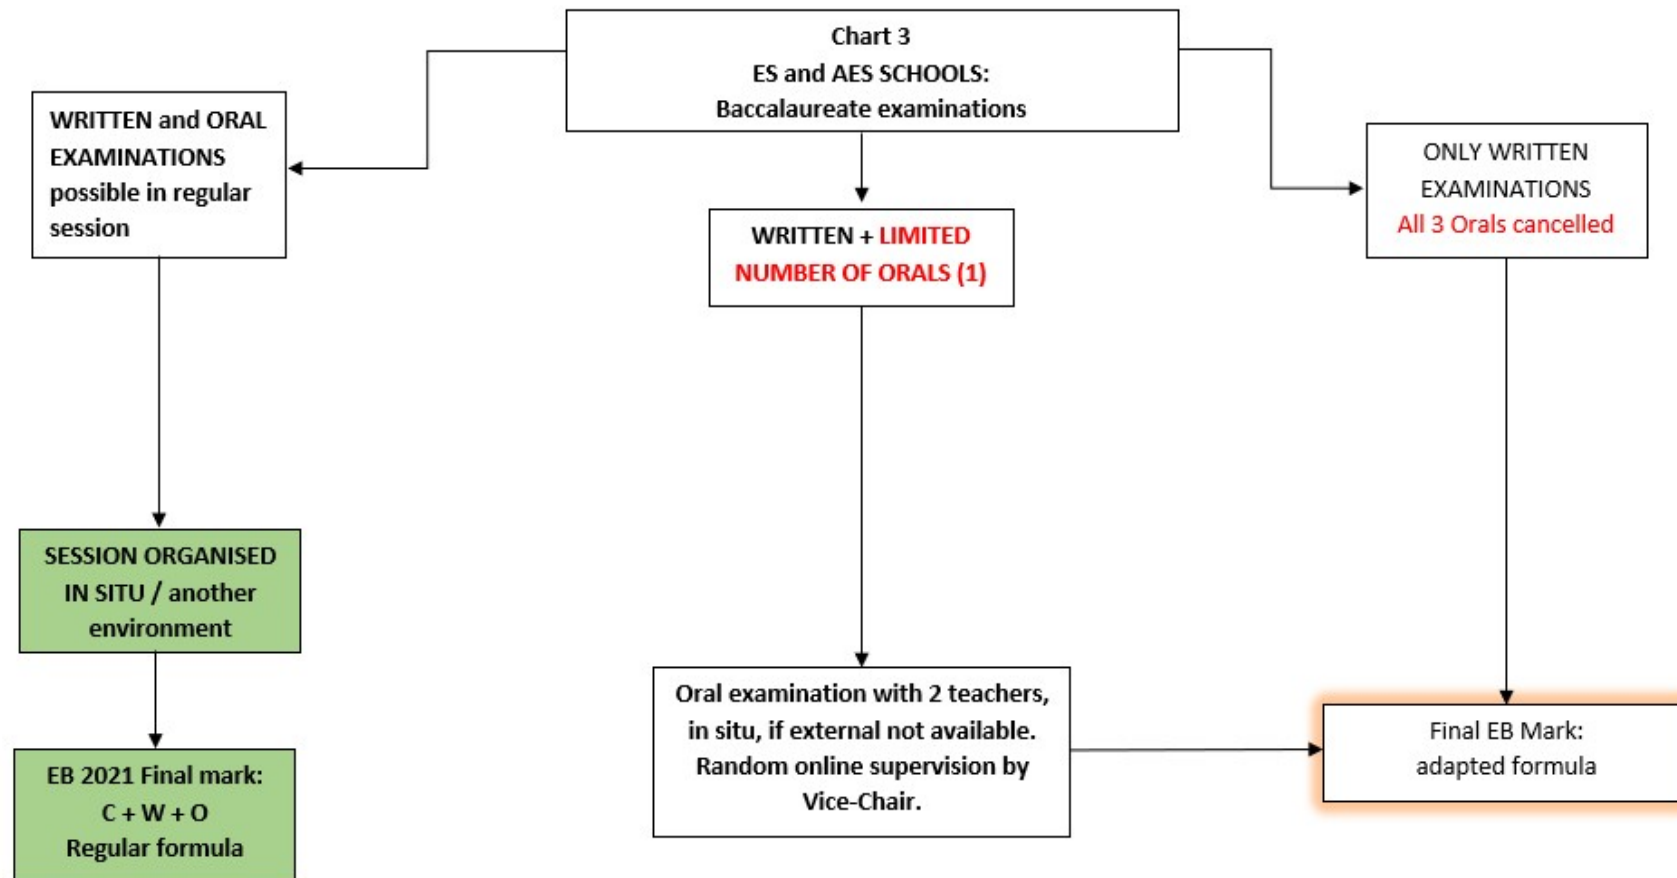 Chart 3
ES and AES SCHOOLS:
Baccalaureate examinations
WRITTEN and ORAL
EXAMINATIONS
possible in regular
session
WRITTEN + LIMITED
NUMBER OF ORALS (1)
ONLY WRITTEN
EXAMINATIONS
All 3 Orals cancelled
SESSION ORGANISED
IN SITU / another
environment
Oral examination with 2 teachers,
in situ, if external not available.
Random online supervision by
Vice-Chair.
Final EB Mark:
adapted formula
EB 2021 Final mark:
C + W + O
Regular formula